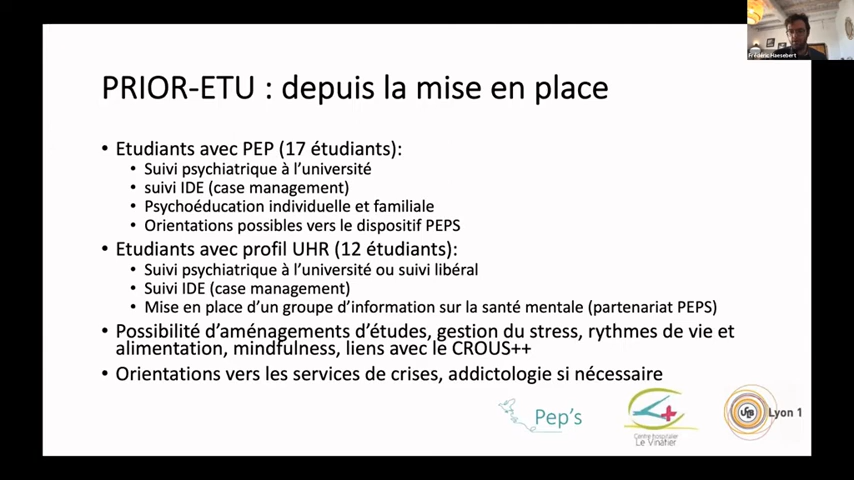 Frédéric Haesebert
PRIOR-ETU : depuis la mise en place
• Etudiants avec PEP (17 étudiants):
• Suivi psychiatrique à l'université
• suivi IDE (case management)
• Psychoéducation individuelle et familiale
• Orientations possibles vers le dispositif PEPS
• Etudiants avec profil UHR (12 étudiants):
• Suivi psychiatrique à l'université ou suivi libéral
• Suivi IDE (case management)
• Mise en place d'un groupe d'information sur la santé mentale (partenariat PEPS)
• Possibilité d'aménagements d'études, gestion du stress, rythmes de vie et
alimentation, mindfulness, liens avec le CROUS++
• Orientations vers les services de crises, addictologie si nécessaire
Pep's
Centre hospitalier
Le Vinatier
Lyon 1